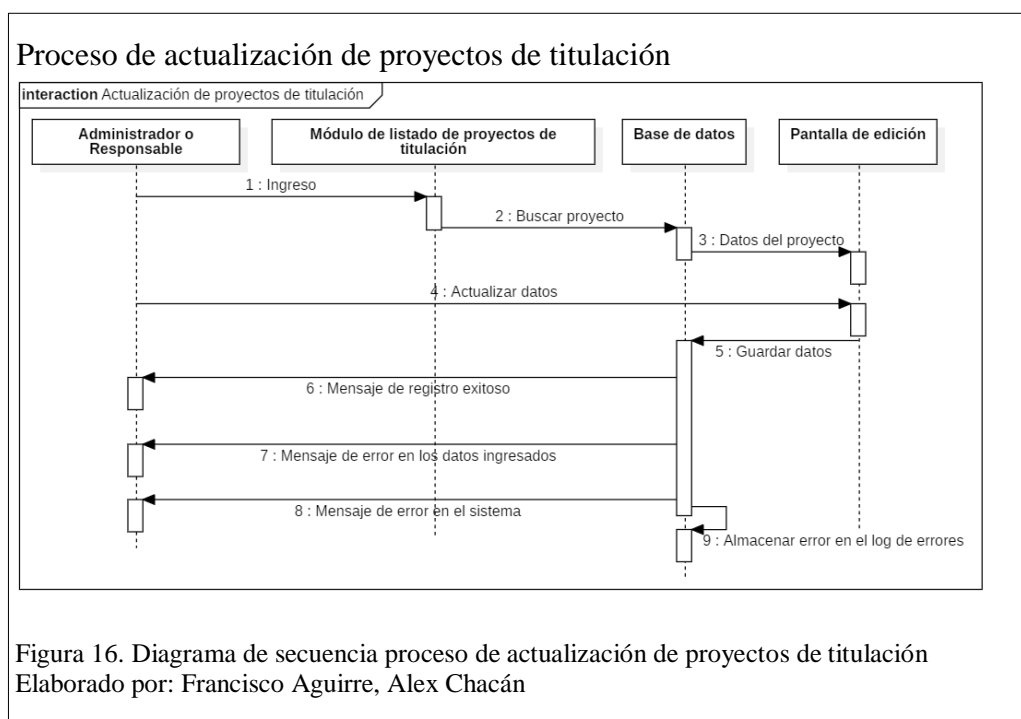 Proceso de actualización de proyectos de titulación
interaction Actualización de proyectos de titulación
Administrador o
Responsable
Módulo de listado de proyectos de
titulación
Base de datos
Pantalla de edición
1 : Ingreso
2 : Buscar proyecto
3 : Datos del proyecto
4 : Actualizar datos
5 : Guardar datos
6 : Mensaje de registro exitoso
7 : Mensaje de error en los datos ingresados
8 : Mensaje de error en el sistema
9 : Almacenar error en el log de errores
Figura 16. Diagrama de secuencia proceso de actualización de proyectos de titulación
Elaborado por: Francisco Aguirre, Alex Chacán